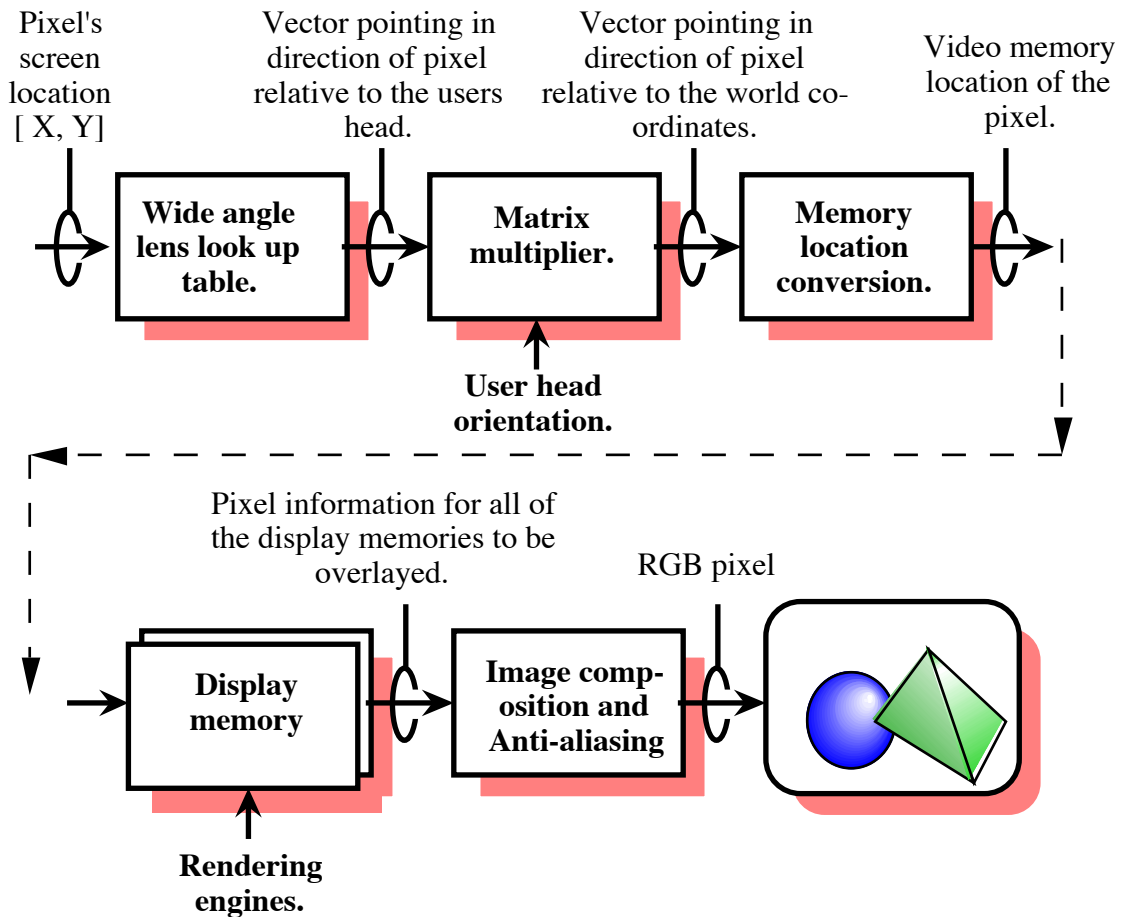 Pixel's
screen
location
[ X, Y]
Vector pointing in
direction of pixel
relative to the users
head.
Vector pointing in
direction of pixel
relative to the world co-
ordinates.
Video memory
location of the
pixel.
Wide angle
lens look up
table.
Matrix
multiplier.
Memory
location
conversion.
User head
orientation.
Pixel information for all of
the display memories to be
overlayed.
RGB pixel
Display
memory
Image comp-
osition and
Anti-aliasing
Rendering
engines.